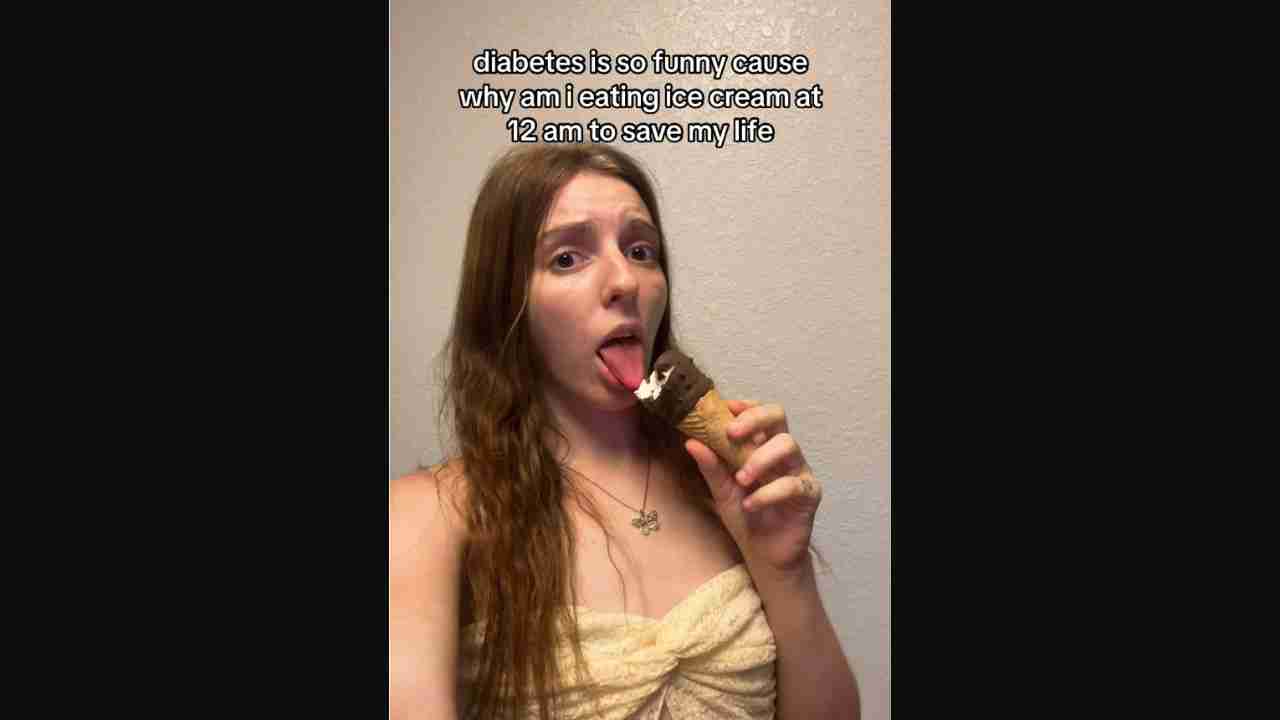 diabetes is so funny cause
why am i eating ice cream at
12 am to save my life